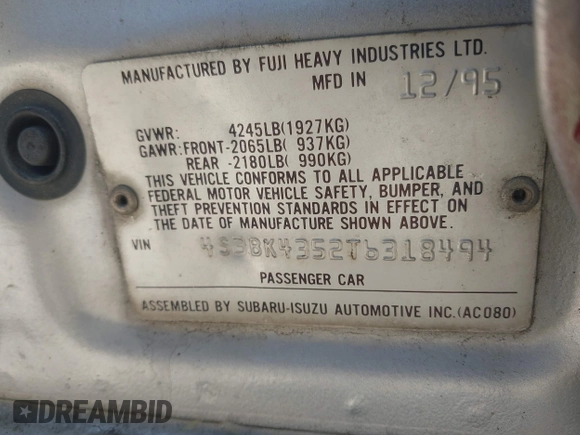 MANUFACTURED BY FUJI HEAVY INDUSTRIES LTD.
MFD IN 12/95
GVWR: 4245LB(1927KG)
GAWR:FRONT-2065LB( 937KG)
REAR -2180LB( 990KG)
THIS VEHICLE CONFORMS TO ALL APPLICABLE
FEDERAL MOTOR VEHICLE SAFETY, BUMPER, AND
THEFT PREVENTION STANDARDS IN EFFECT ON
THE DATE OF MANUFACTURE SHOWN ABOVE.
VIN 4S3BK4352T6318494
PASSENGER CAR
ASSEMBLED BY SUBARU-ISUZU AUTOMOTIVE INC.(AC080)
DREAMBID